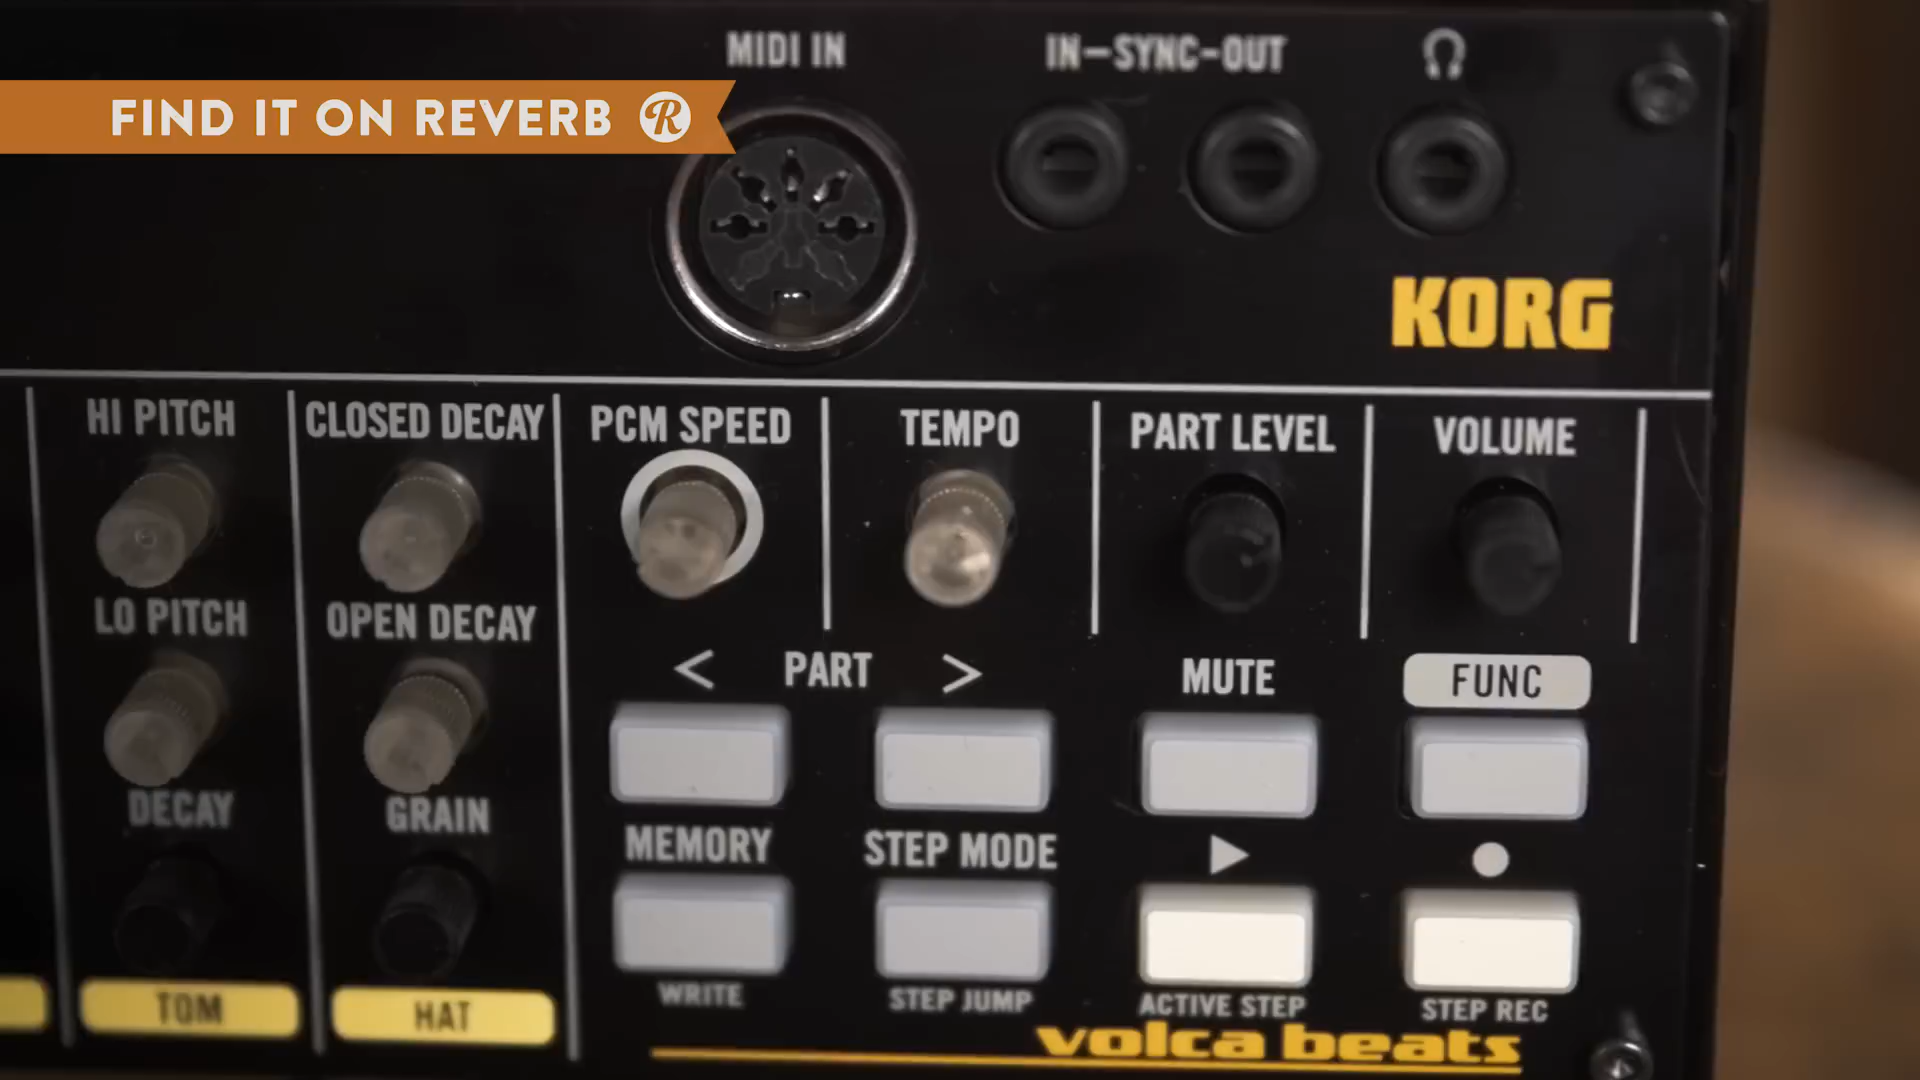 MIDI IN
IN–SYNC–OUT
FIND IT ON REVERB
R
KORG
HI PITCH
CLOSED DECAY
PCM SPEED
TEMPO
PART LEVEL
VOLUME
LO PITCH
OPEN DECAY
< PART >
MUTE
FUNC
DECAY
GRAIN
MEMORY
STEP MODE
WRITE
STEP JUMP
ACTIVE STEP
STEP REC
TOM
HAT
volca beats